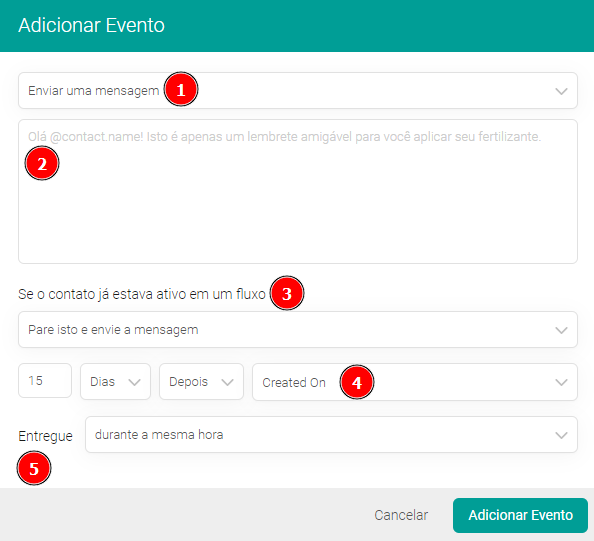 Adicionar Evento
Enviar uma mensagem 1
Olá @contact.name! Isto é apenas um lembrete amigável para você aplicar seu fertilizante.
2
Se o contato já estava ativo em um fluxo 3
Pare isto e envie a mensagem
15 Dias Depois Created On 4
Entregue durante a mesma hora
5
Cancelar Adicionar Evento